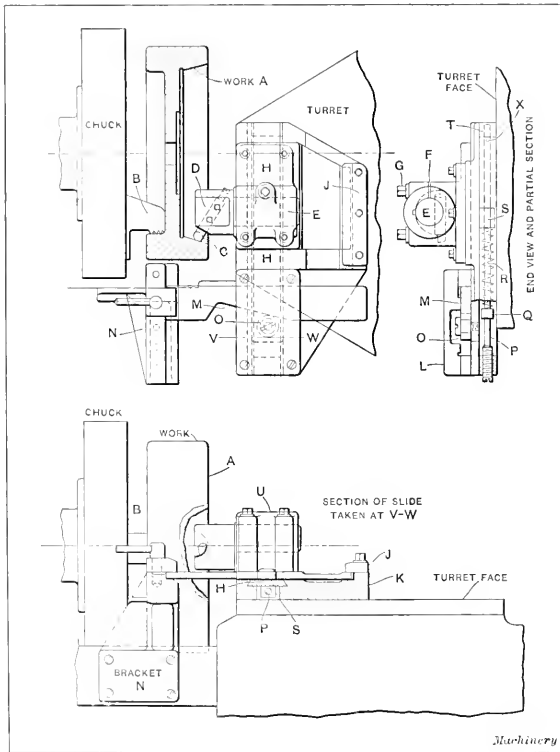 TURRET
FACE
X
WORK A
T
CHUCK
TURRET
END VIEW AND PARTIAL SECTION
B
D
H
J
G
F
E
E
S
C
R
H
M
M
Q
N
O
O
P
V
W
L
CHUCK
WORK
A
U
SECTION OF SLIDE
TAKEN AT V-W
B
J
K
TURRET FACE
H
P
S
BRACKET
N
Machinery